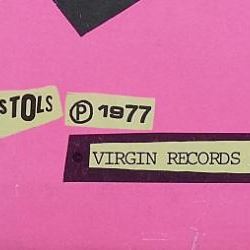 STOLS ℗ 1977
VIRGIN RECORDS